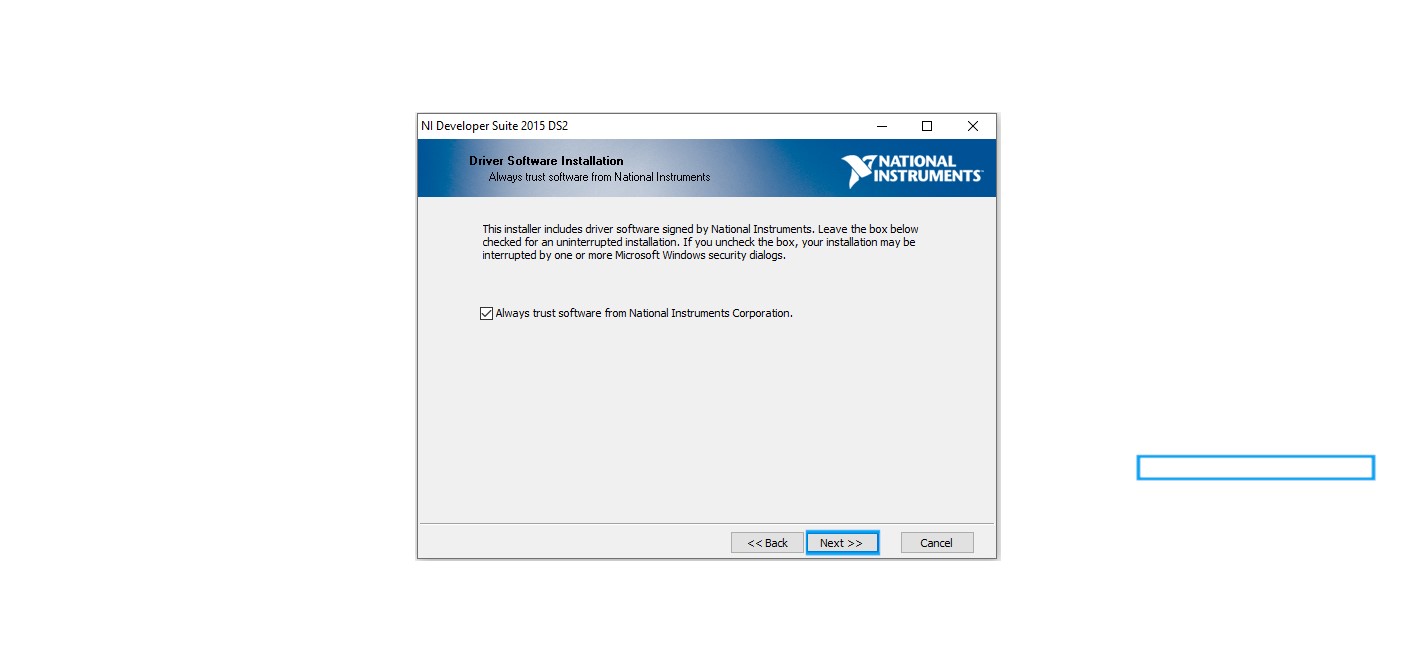 NI Developer Suite 2015 DS2
Driver Software Installation
Always trust software from National Instruments
NATIONAL
INSTRUMENTS
This installer includes driver software signed by National Instruments. Leave the box below
checked for an uninterrupted installation. If you uncheck the box, your installation may be
interrupted by one or more Microsoft Windows security dialogs.
Always trust software from National Instruments Corporation.
<< Back
Next >>
Cancel